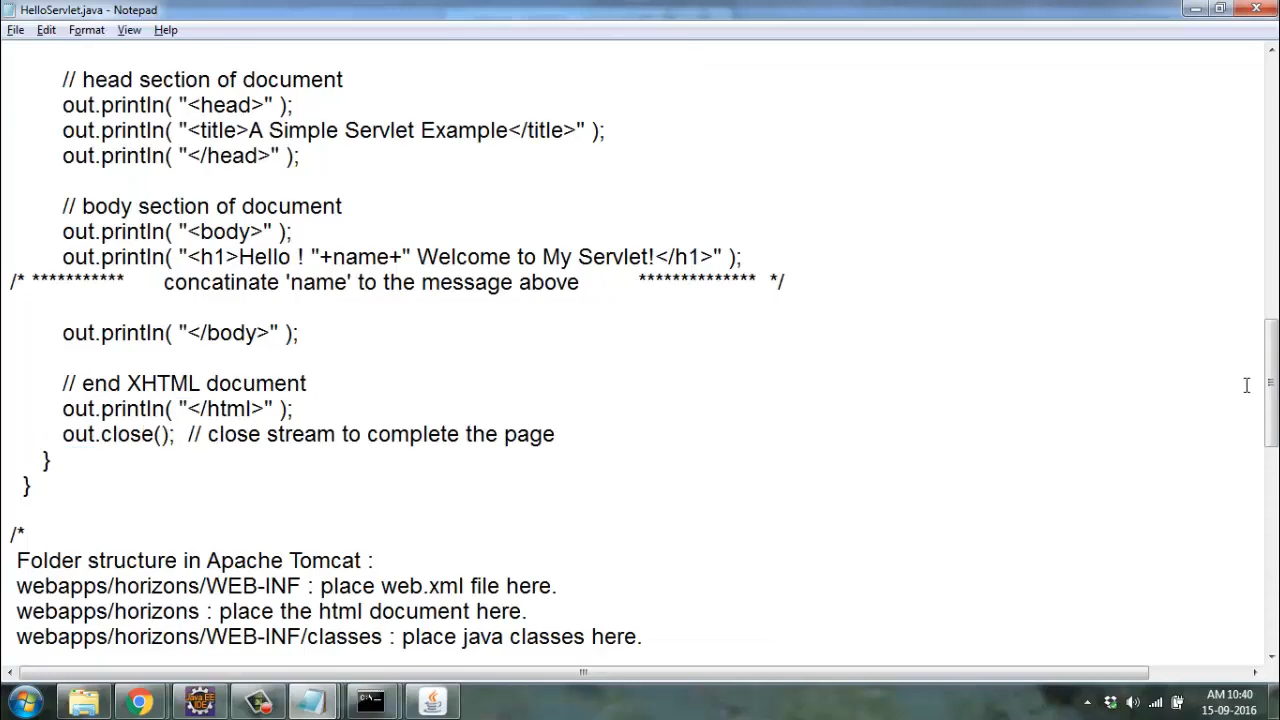 HelloServlet.java - Notepad
File Edit Format View Help
// head section of document
out.println( "<head>" );
out.println( "<title>A Simple Servlet Example</title>" );
out.println( "</head>" );
// body section of document
out.println( "<body>" );
out.println( "<h1>Hello ! "+name+" Welcome to My Servlet!</h1>" );
/* *********** concatinate 'name' to the message above ************** */
out.println( "</body>" );
// end XHTML document
out.println( "</html>" );
out.close(); // close stream to complete the page
}
}
/*
Folder structure in Apache Tomcat :
webapps/horizons/WEB-INF : place web.xml file here.
webapps/horizons : place the html document here.
webapps/horizons/WEB-INF/classes : place java classes here.
Java EE
IDE
C:\.
AM 10:40
15-09-2016